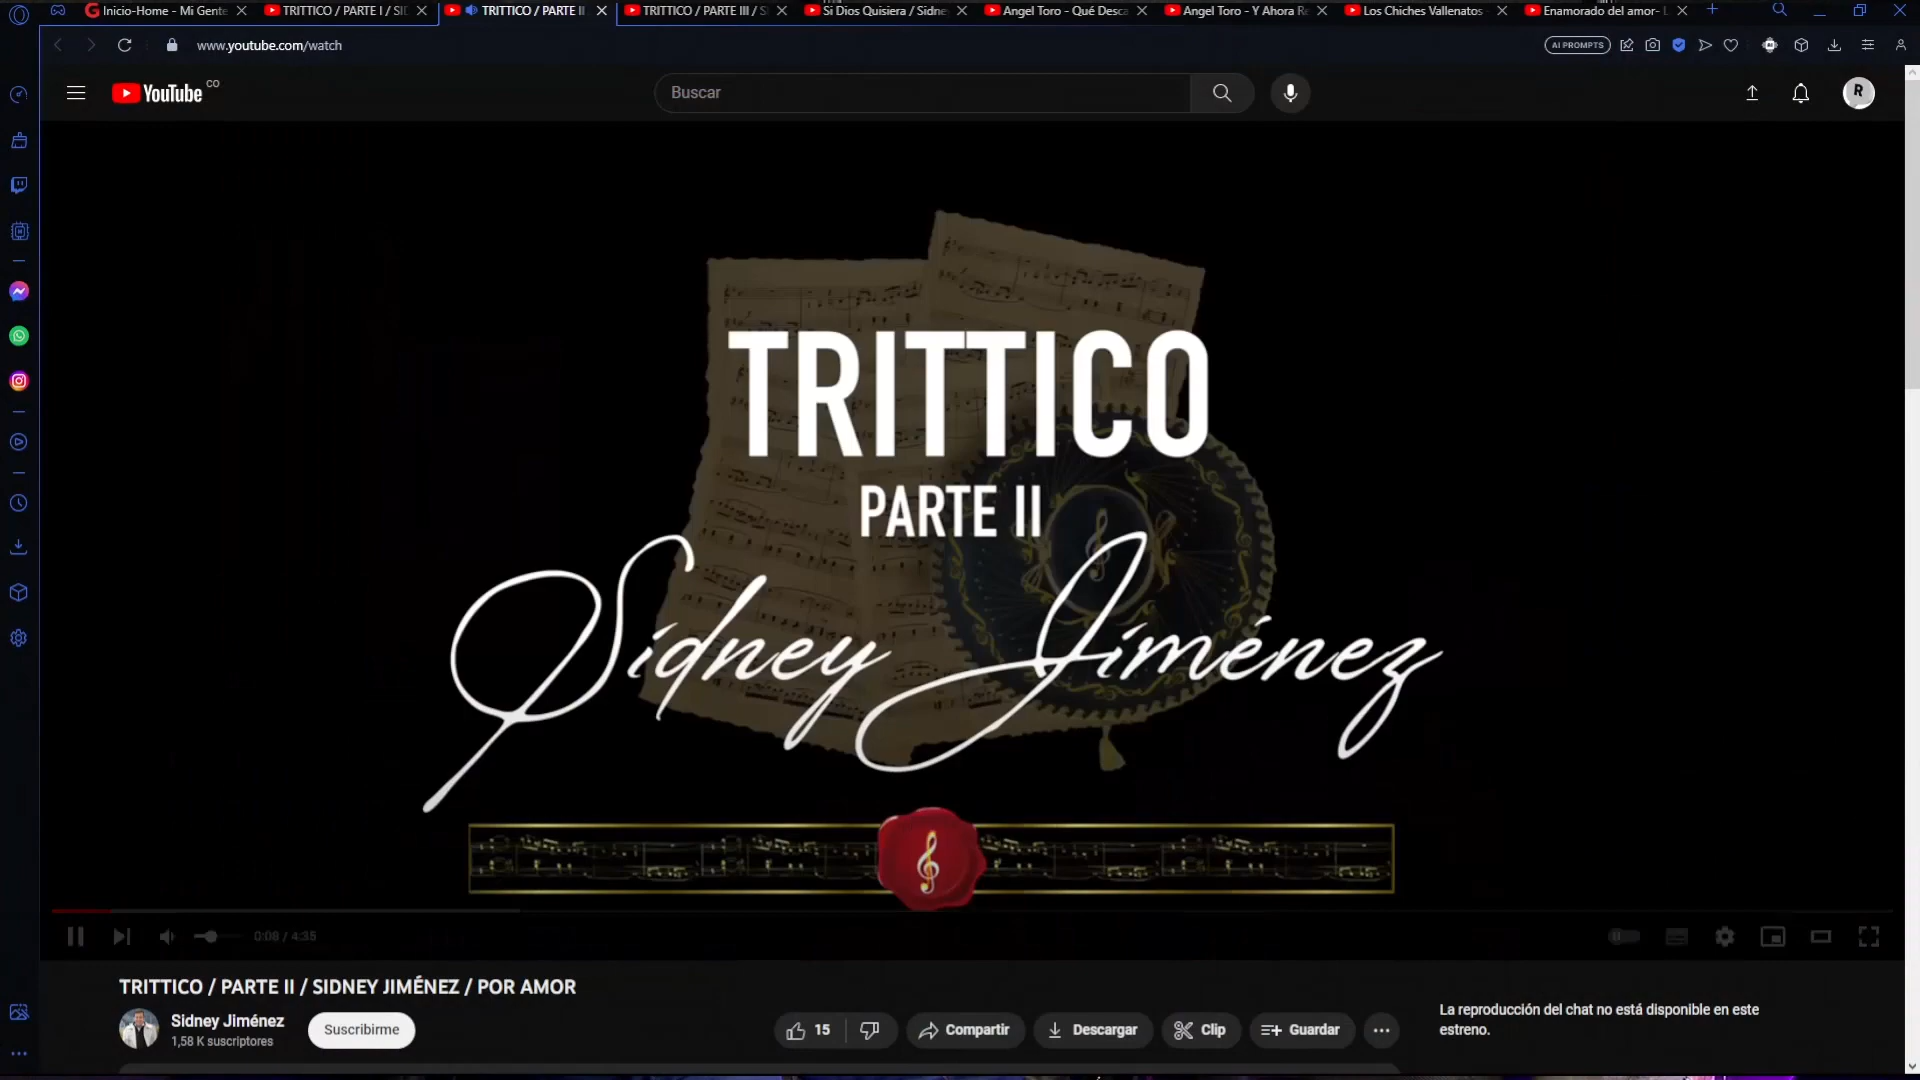 Inicio-Home - Mi Gente
TRITTICO / PARTE I / SID
TRITTICO / PARTE II
TRITTICO / PARTE III / S
Si Dios Quisiera / Sidne
Angel Toro - Qué Desca
Angel Toro - Y Ahora Re
Los Chiches Vallenatos -
Enamorado del amor- L
www.youtube.com/watch
AI PROMPTS
YouTube CO
Buscar
R
TRITTICO
PARTE II
Sidney Jiménez
0:08 / 4:35
TRITTICO / PARTE II / SIDNEY JIMÉNEZ / POR AMOR
Sidney Jiménez
1,58 K suscriptores
Suscribirme
15
Compartir
Descargar
Clip
Guardar
La reproducción del chat no está disponible en este
estreno.